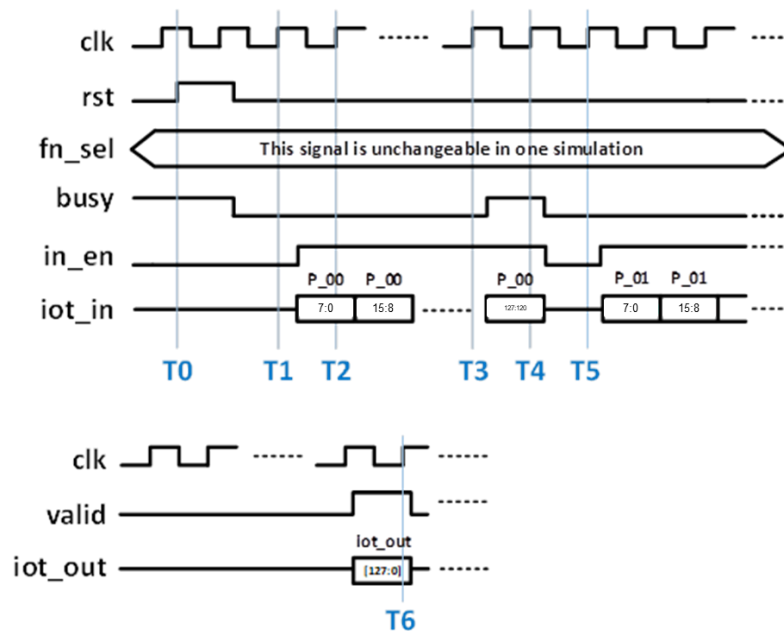 clk
rst
fn_sel This signal is unchangeable in one simulation
busy
in_en
P_00 P_00 P_00 P_01 P_01
iot_in 7:0 15:8 127:120 7:0 15:8
T0 T1 T2 T3 T4 T5
clk
valid
iot_out
iot_out [127:0]
T6